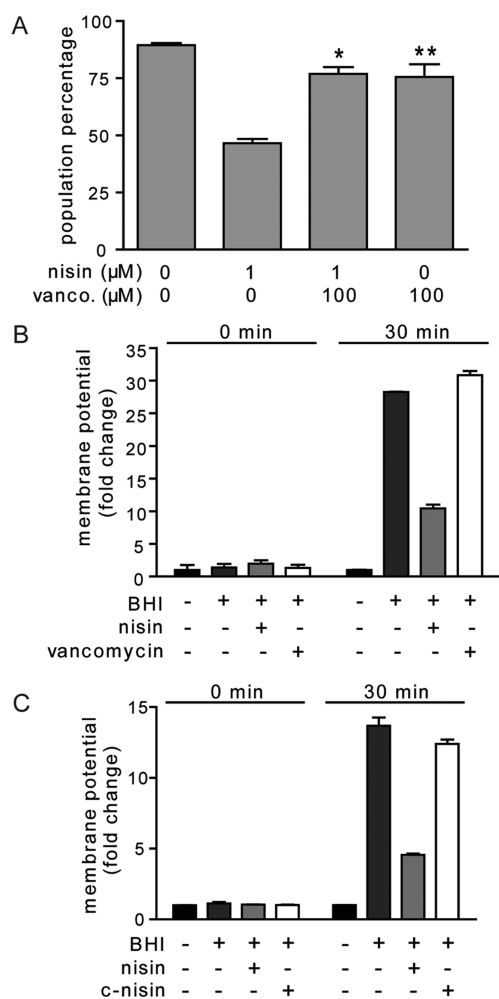 A
population percentage
100
75
50
25
0
* **
nisin (µM) 0 1 1 0
vanco. (µM) 0 0 100 100
B
0 min 30 min
membrane potential
(fold change)
35
30
25
20
15
10
5
0
BHI - + + + - + + +
nisin - - + - - - + -
vancomycin - - - + - - - +
C
0 min 30 min
membrane potential
(fold change)
15
10
5
0
BHI - + + + - + + +
nisin - - + - - - + -
c-nisin - - - + - - - +